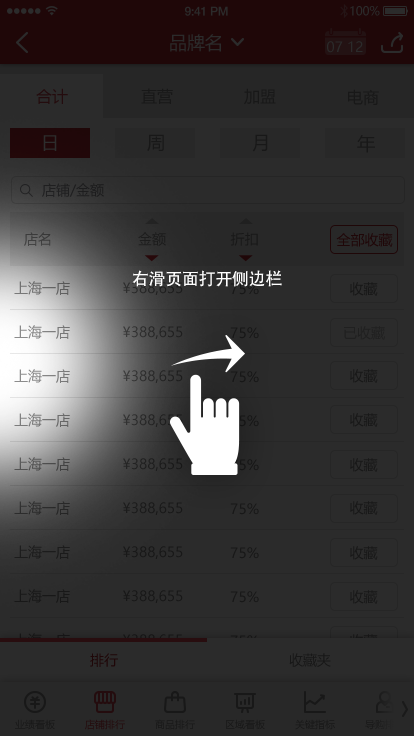 9:41 PM 100%
品牌名 07.12
合计 直营 加盟 电商
日 周 月 年
店铺/金额
店名 金额 折扣 全部收藏
右滑页面打开侧边栏
上海一店 ¥388,655 75% 收藏
上海一店 ¥388,655 75% 已收藏
上海一店 ¥388,655 75% 收藏
上海一店 ¥388,655 75% 收藏
上海一店 ¥388,655 75% 收藏
上海一店 ¥388,655 75% 收藏
上海一店 ¥388,655 75% 收藏
上海一店 ¥388,655 75% 收藏
排行 收藏夹
业绩看板 店铺排行 商品排行 区域看板 关键指标